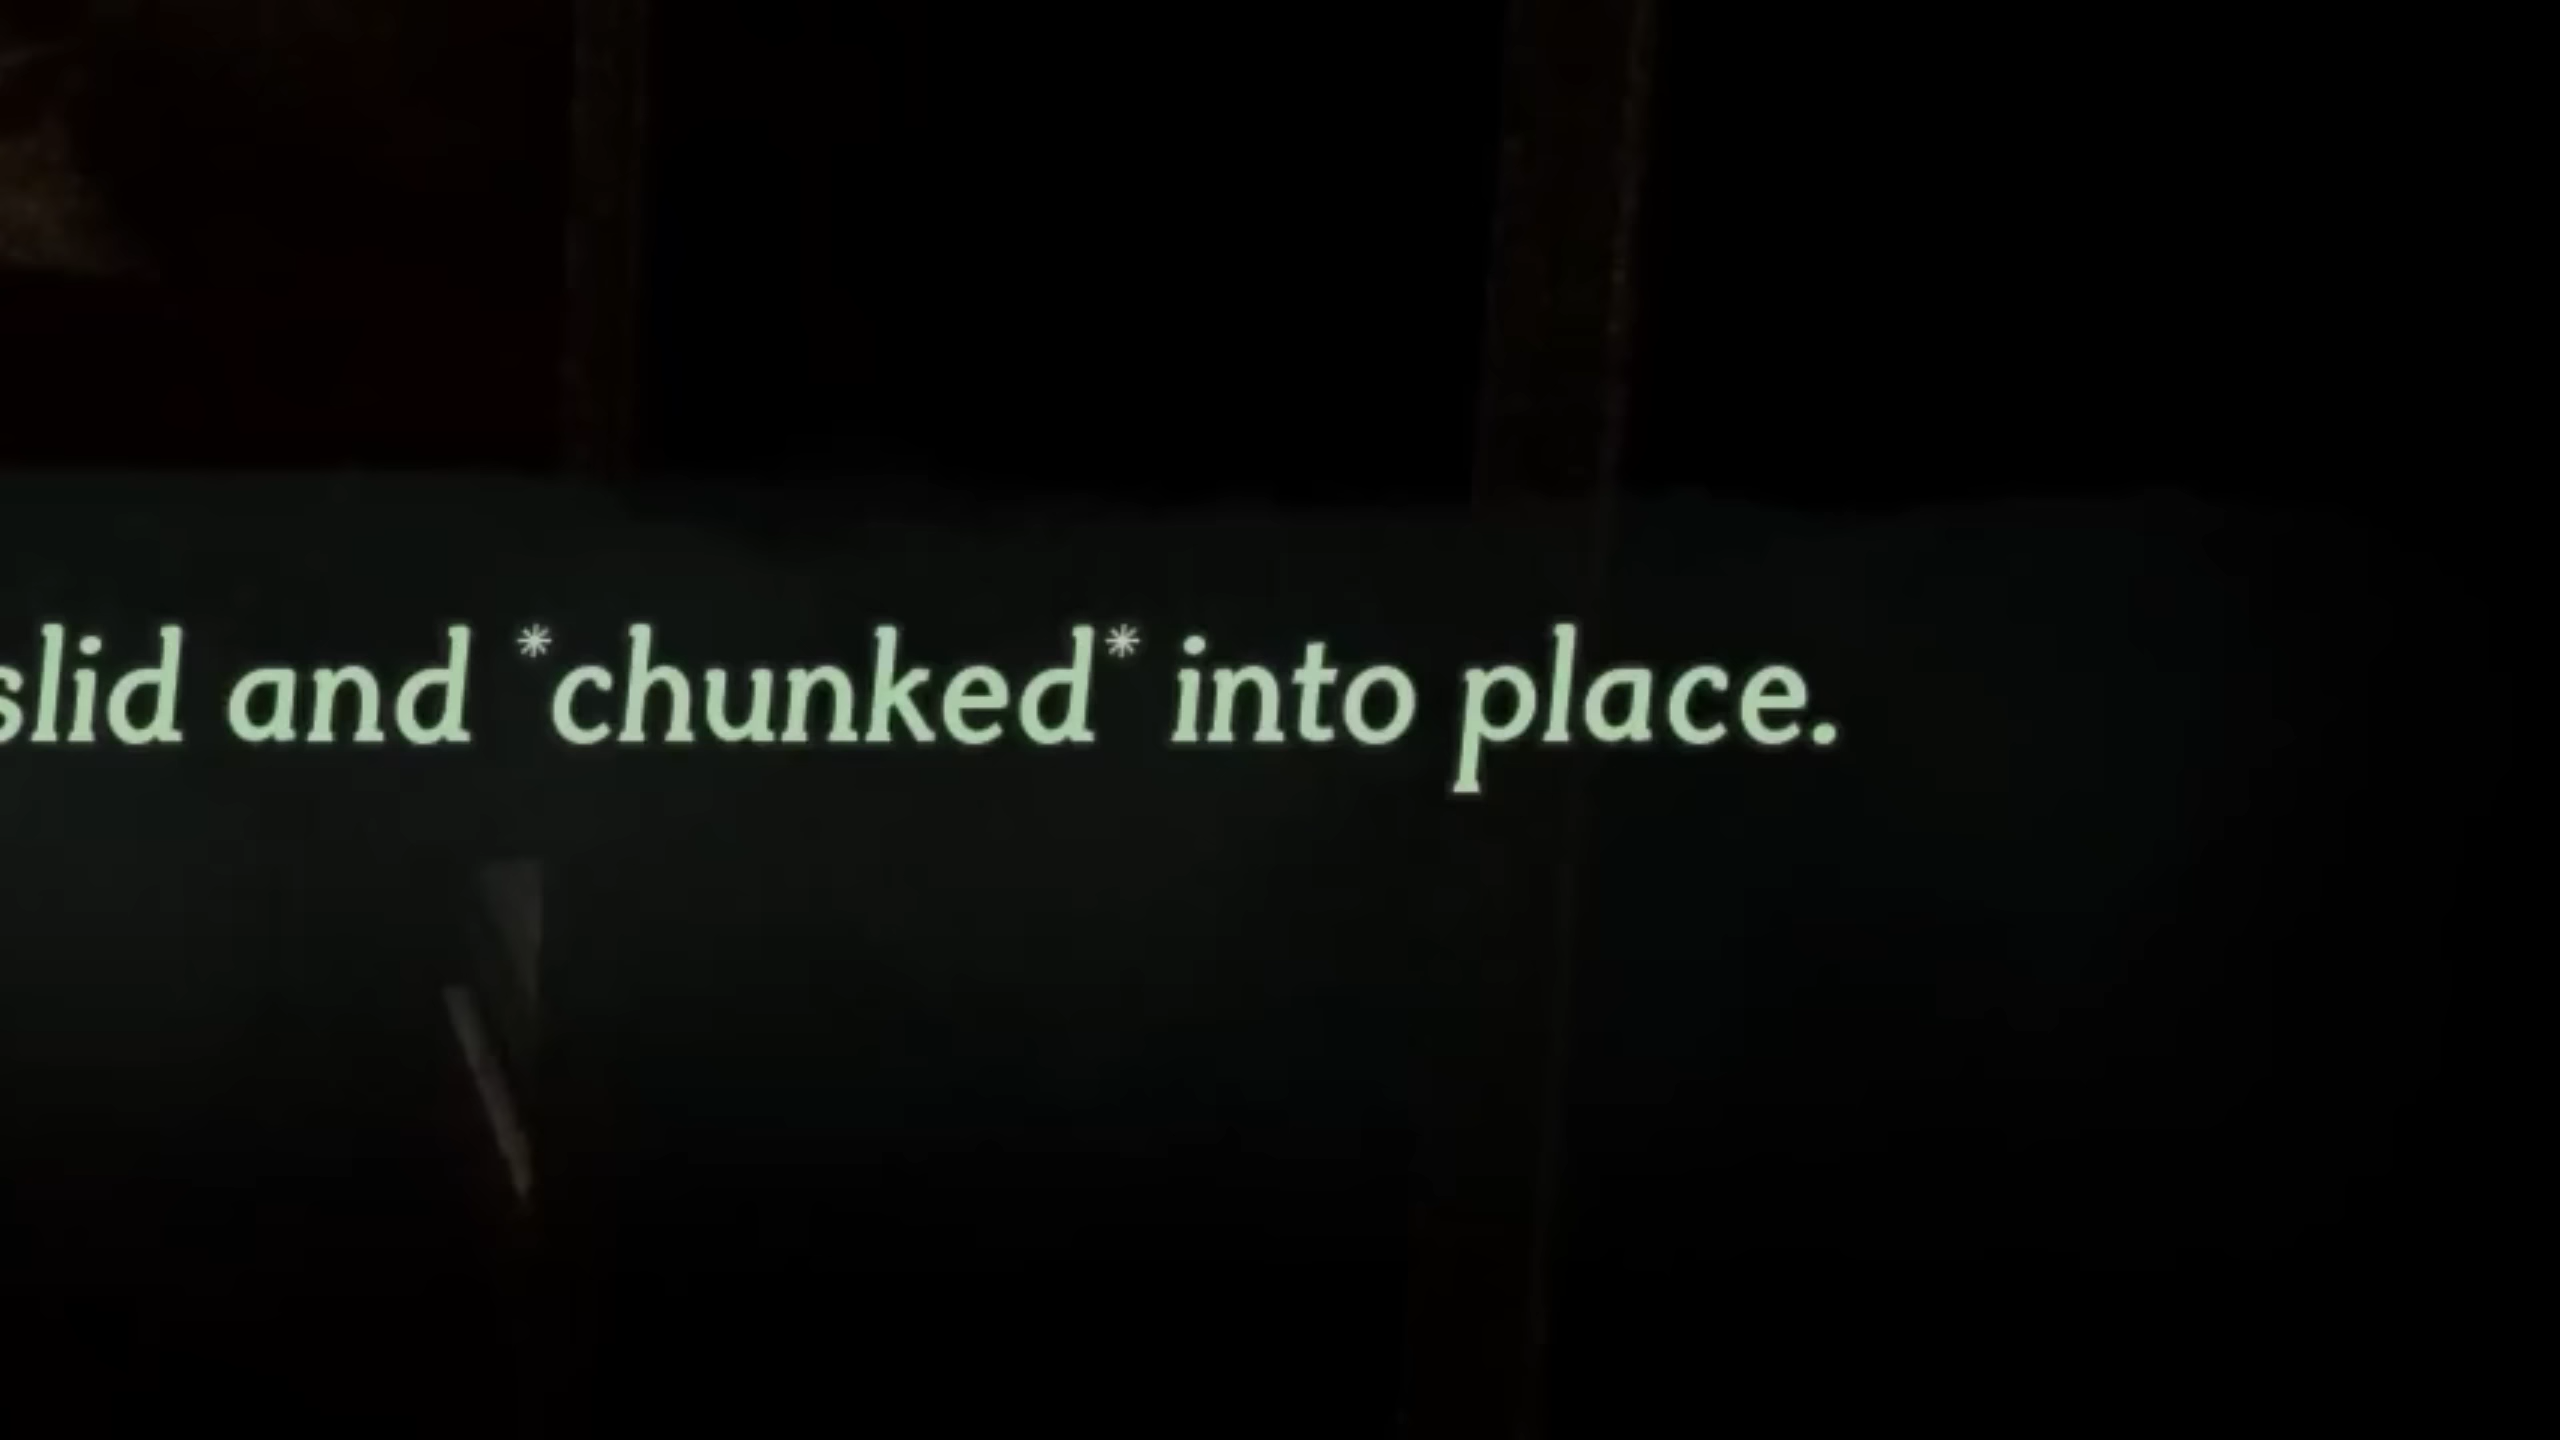 slid and *chunked* into place.